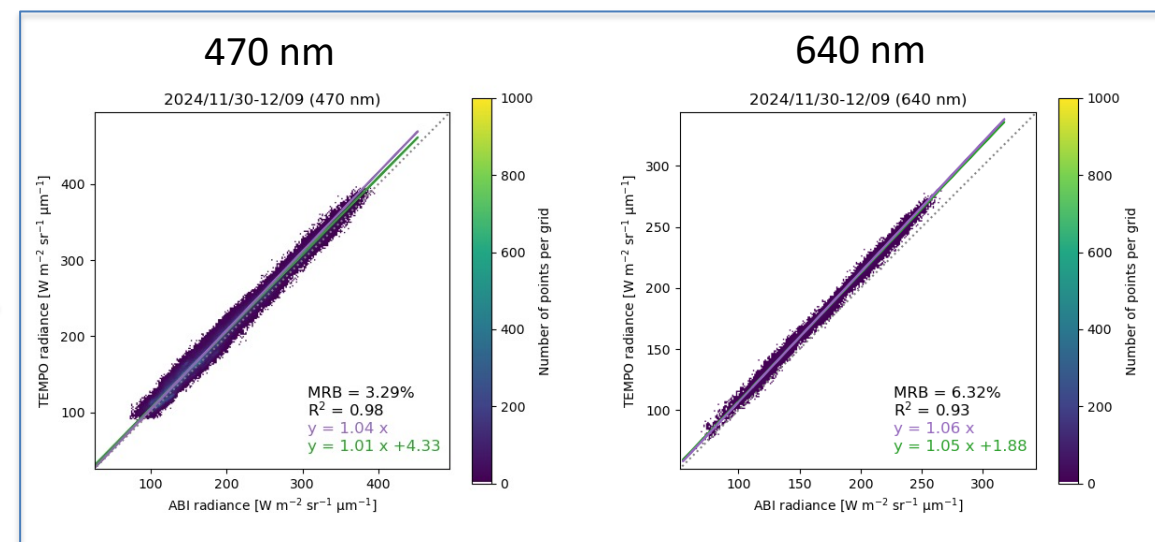 470 nm
2024/11/30-12/09 (470 nm)
TEMPO radiance [W m⁻² sr⁻¹ µm⁻¹]
400
300
200
100
100 200 300 400
ABI radiance [W m⁻² sr⁻¹ µm⁻¹]
MRB = 3.29%
R² = 0.98
y = 1.04 x
y = 1.01 x +4.33
1000
800
600
400
200
0
Number of points per grid
640 nm
2024/11/30-12/09 (640 nm)
TEMPO radiance [W m⁻² sr⁻¹ µm⁻¹]
300
250
200
150
100
100 150 200 250 300
ABI radiance [W m⁻² sr⁻¹ µm⁻¹]
MRB = 6.32%
R² = 0.93
y = 1.06 x
y = 1.05 x +1.88
1000
800
600
400
200
0
Number of points per grid